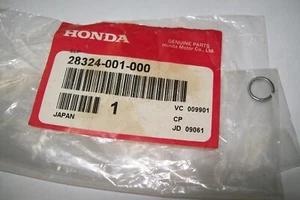 HONDA
GENUINE PARTS
Honda Motor Co., Ltd.
28324-001-000
1
VC 009901
CP
JAPAN
JD 09061